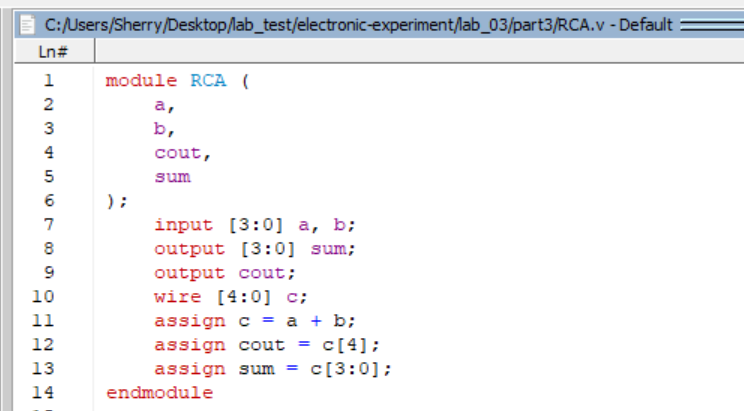 C:/Users/Sherry/Desktop/lab_test/electronic-experiment/lab_03/part3/RCA.v - Default
Ln#
1 module RCA (
2 a,
3 b,
4 cout,
5 sum
6 );
7 input [3:0] a, b;
8 output [3:0] sum;
9 output cout;
10 wire [4:0] c;
11 assign c = a + b;
12 assign cout = c[4];
13 assign sum = c[3:0];
14 endmodule